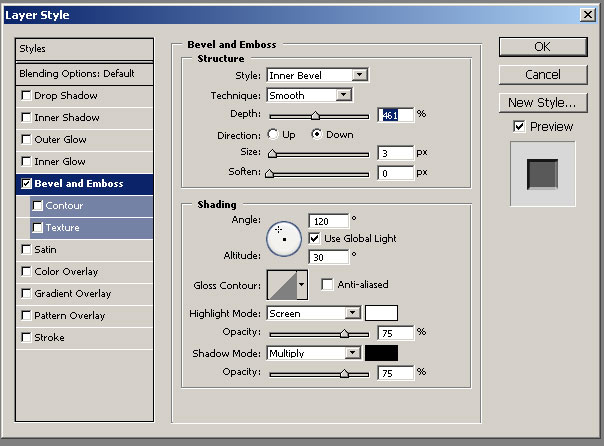 Layer Style
Styles
Blending Options: Default
Drop Shadow
Inner Shadow
Outer Glow
Inner Glow
Bevel and Emboss
Contour
Texture
Satin
Color Overlay
Gradient Overlay
Pattern Overlay
Stroke
Bevel and Emboss
Structure
Style: Inner Bevel
Technique: Smooth
Depth: 461 %
Direction: Up Down
Size: 3 px
Soften: 0 px
Shading
Angle: 120 °
Use Global Light
Altitude: 30 °
Gloss Contour: Anti-aliased
Highlight Mode: Screen
Opacity: 75 %
Shadow Mode: Multiply
Opacity: 75 %
OK
Cancel
New Style...
Preview